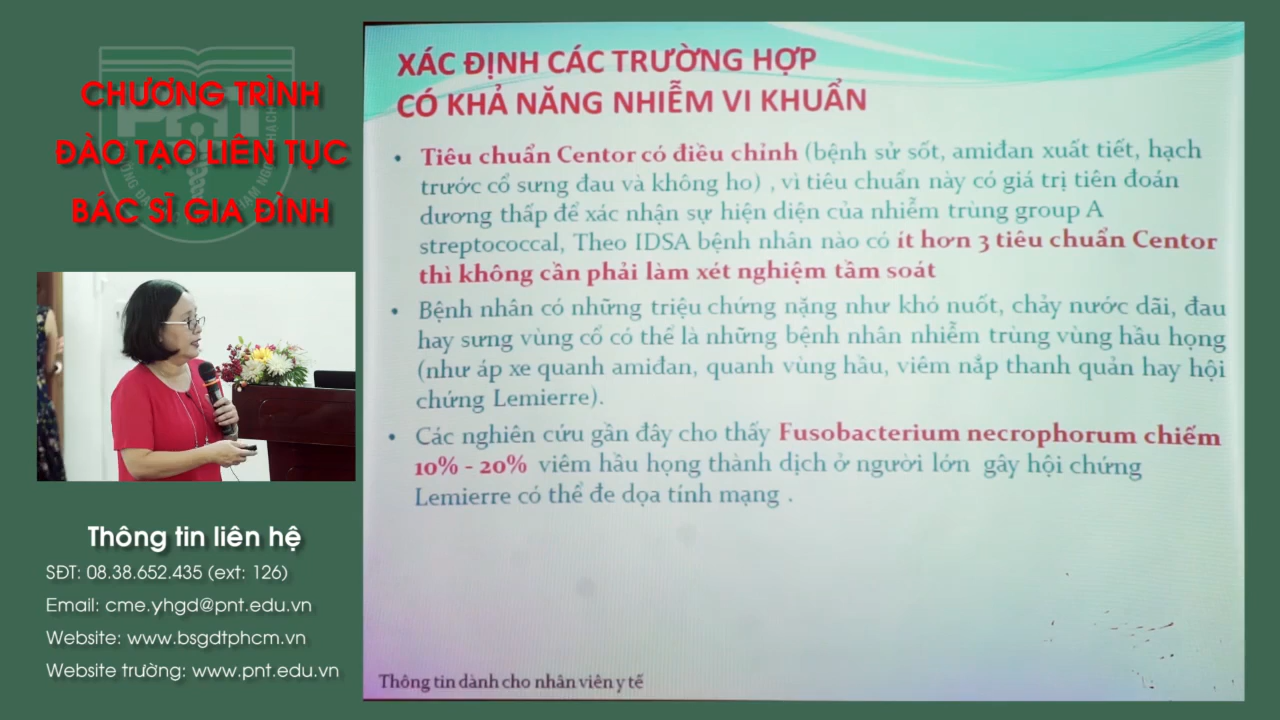 CHƯƠNG TRÌNH
ĐÀO TẠO LIÊN TỤC
BÁC SĨ GIA ĐÌNH
Thông tin liên hệ
SĐT: 08.38.652.435 (ext: 126)
Email: cme.yhgd@pnt.edu.vn
Website: www.bsgdtphcm.vn
Website trường: www.pnt.edu.vn
XÁC ĐỊNH CÁC TRƯỜNG HỢP
CÓ KHẢ NĂNG NHIỄM VI KHUẨN
• Tiêu chuẩn Centor có điều chỉnh (bệnh sử sốt, amiđan xuất tiết, hạch
trước cổ sưng đau và không ho) , vì tiêu chuẩn này có giá trị tiên đoán
dương thấp để xác nhận sự hiện diện của nhiễm trùng group A
streptococcal, Theo IDSA bệnh nhân nào có ít hơn 3 tiêu chuẩn Centor
thì không cần phải làm xét nghiệm tầm soát
• Bệnh nhân có những triệu chứng nặng như khó nuốt, chảy nước dãi, đau
hay sưng vùng cổ có thể là những bệnh nhân nhiễm trùng vùng hầu họng
(như áp xe quanh amiđan, quanh vùng hầu, viêm nắp thanh quản hay hội
chứng Lemierre).
• Các nghiên cứu gần đây cho thấy Fusobacterium necrophorum chiếm
10% - 20% viêm hầu họng thành dịch ở người lớn gây hội chứng
Lemierre có thể đe dọa tính mạng .
Thông tin dành cho nhân viên y tế